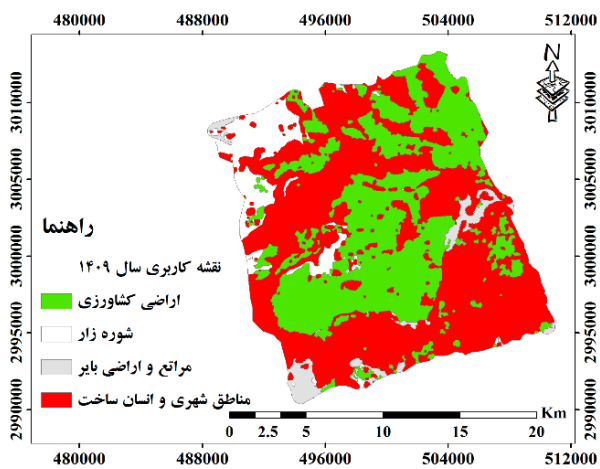 480000 488000 496000 504000 512000
N
3010000
3005000
3000000
2995000
2990000
3010000
3005000
3000000
2995000
2990000
راهنما
نقشه کاربری سال ۱۴۰۹
اراضی کشاورزی
شوره زار
مراتع و اراضی بایر
مناطق شهری و انسان ساخت
Km
0 2.5 5 10 15 20
480000 488000 496000 504000 512000